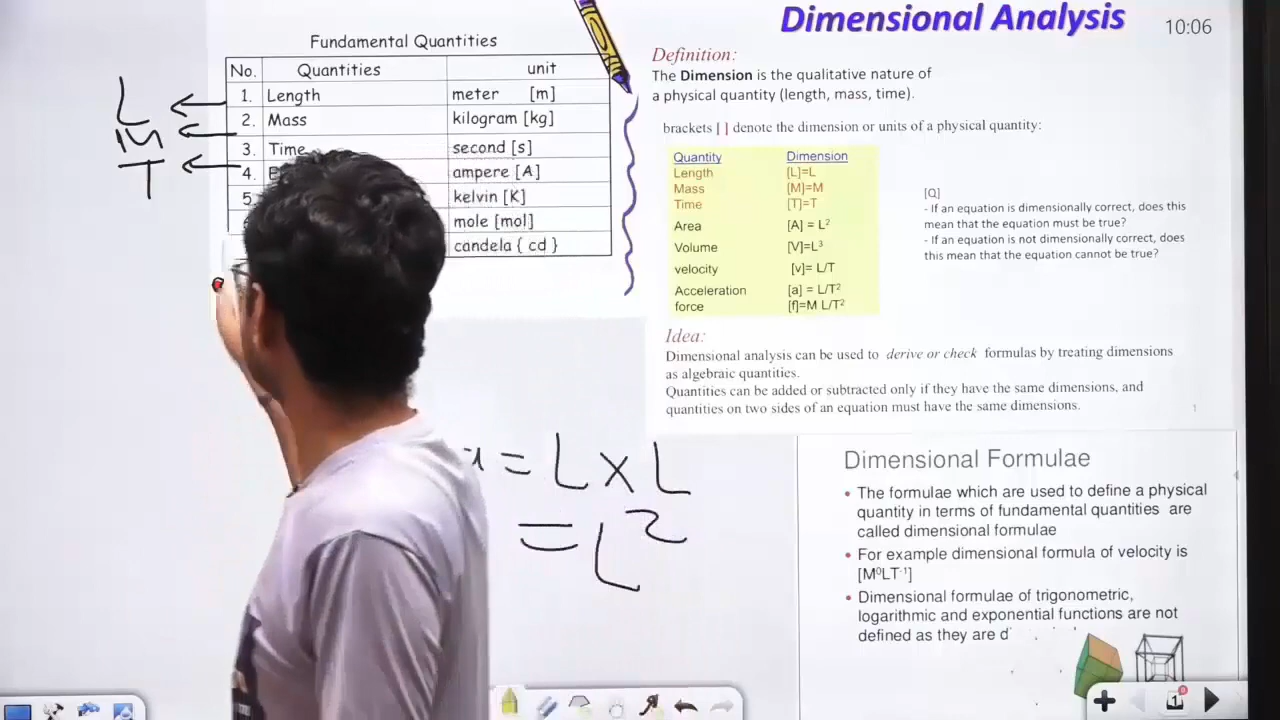 Dimensional Analysis
10:06
Fundamental Quantities
No. Quantities unit
1. Length meter [m]
2. Mass kilogram [kg]
3. Time second [s]
4. ampere [A]
5 kelvin [K]
mole [mol]
candela { cd }
L
M
T
Definition:
The Dimension is the qualitative nature of
a physical quantity (length, mass, time).
brackets [ ] denote the dimension or units of a physical quantity:
Quantity Dimension
Length [L]=L
Mass [M]=M
Time [T]=T
Area [A] = L²
Volume [V]=L³
velocity [v]= L/T
Acceleration [a] = L/T²
force [f]=M L/T²
[Q]
- If an equation is dimensionally correct, does this
mean that the equation must be true?
- If an equation is not dimensionally correct, does
this mean that the equation cannot be true?
Idea:
Dimensional analysis can be used to derive or check formulas by treating dimensions
as algebraic quantities.
Quantities can be added or subtracted only if they have the same dimensions, and
quantities on two sides of an equation must have the same dimensions.
1
= L × L
= L²
Dimensional Formulae
• The formulae which are used to define a physical
quantity in terms of fundamental quantities are
called dimensional formulae
• For example dimensional formula of velocity is
[M⁰LT⁻¹]
• Dimensional formulae of trigonometric,
logarithmic and exponential functions are not
defined as they are d
1